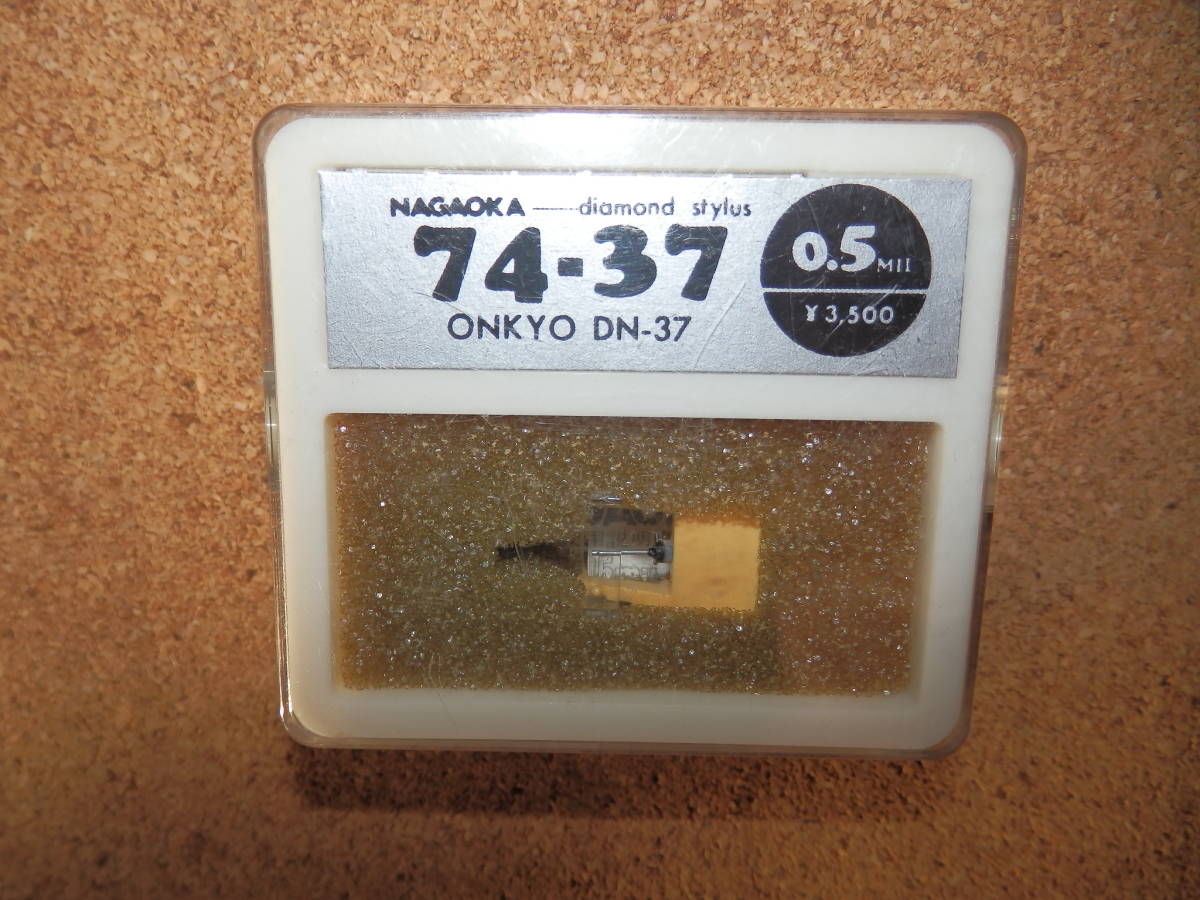 NAGAOKA — diamond stylus
74-37
ONKYO DN-37
0.5 MIL
¥3,500